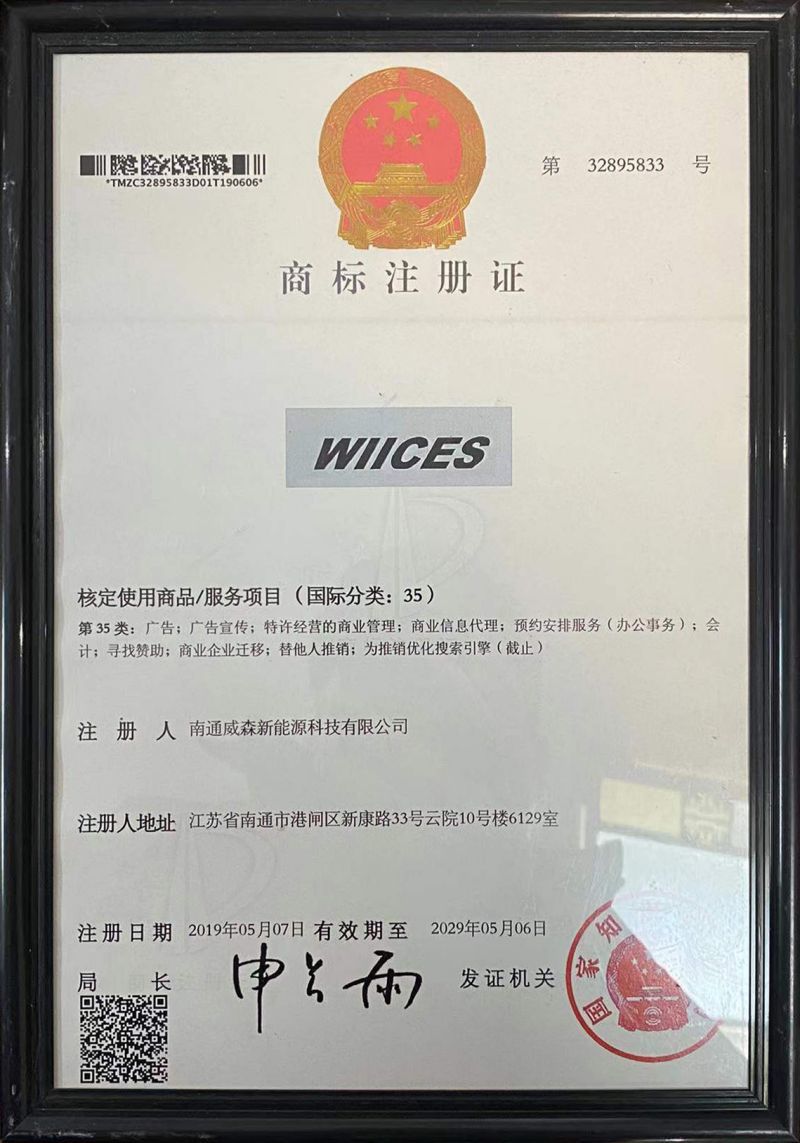 *TMZC32895833D01T190606*
第 32895833 号
商标注册证
WIICES
核定使用商品/服务项目（国际分类：35）
第 35 类：广告；广告宣传；特许经营的商业管理；商业信息代理；预约安排服务（办公事务）；会
计；寻找赞助；商业企业迁移；替他人推销；为推销优化搜索引擎（截止）
注 册 人 南通威森新能源科技有限公司
注册人地址 江苏省南通市港闸区新康路33号云院10号楼6129室
注册日期 2019年05月07日 有效期至 2029年05月06日
局 长 申长雨 发证机关
国家知